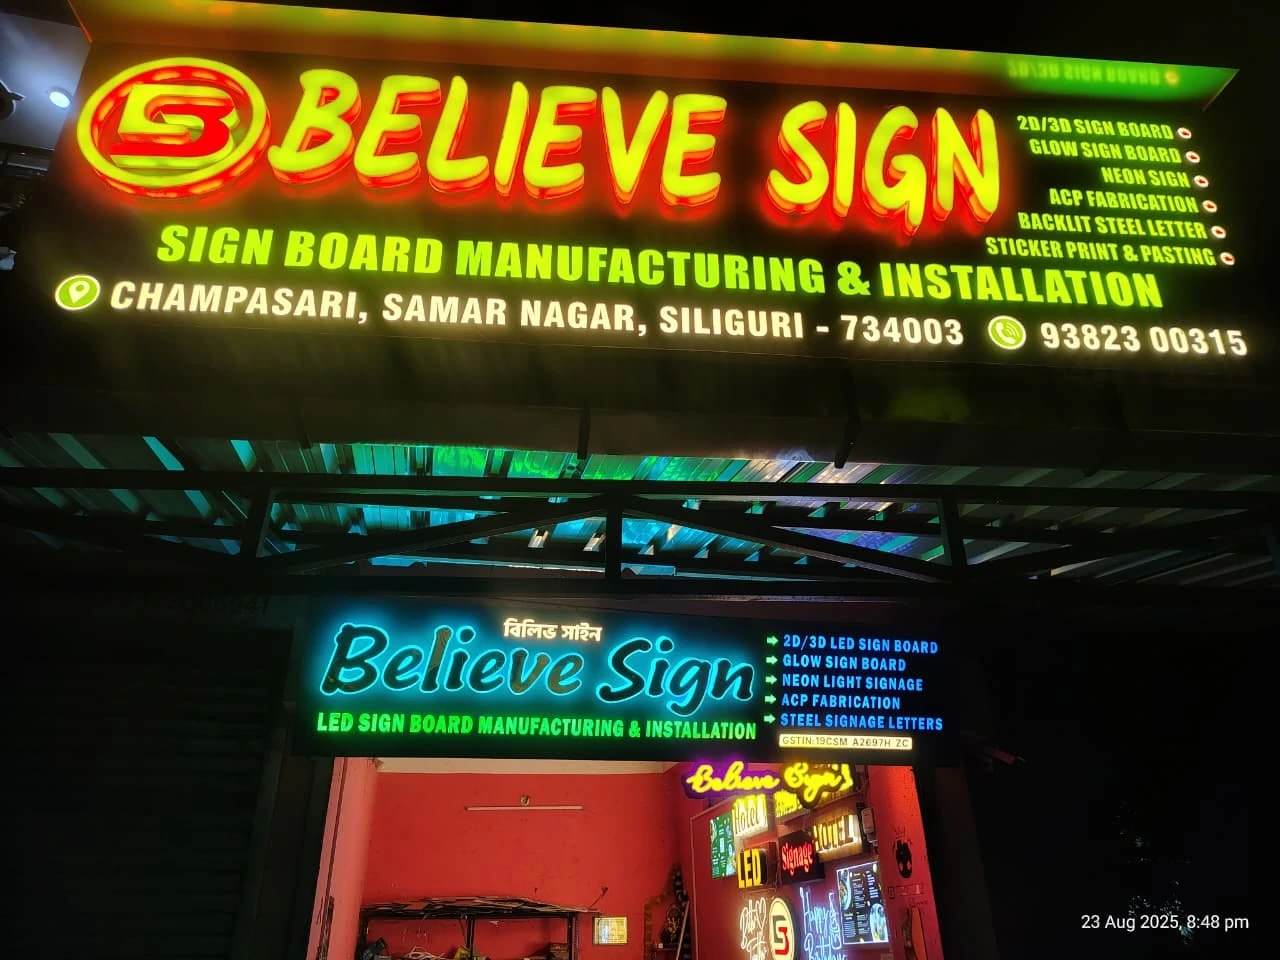 SB
BELIEVE SIGN
2D/3D SIGN BOARD
GLOW SIGN BOARD
NEON SIGN
ACP FABRICATION
BACKLIT STEEL LETTER
STICKER PRINT & PASTING
SIGN BOARD MANUFACTURING & INSTALLATION
CHAMPASARI, SAMAR NAGAR, SILIGURI - 734003
93823 00315
বিলিভ সাইন
Believe Sign
LED SIGN BOARD MANUFACTURING & INSTALLATION
2D/3D LED SIGN BOARD
GLOW SIGN BOARD
NEON LIGHT SIGNAGE
ACP FABRICATION
STEEL SIGNAGE LETTERS
Believe Sign
Hotel
HOTEL
LED
Signage
Happy
23 Aug 2025, 8:48 pm